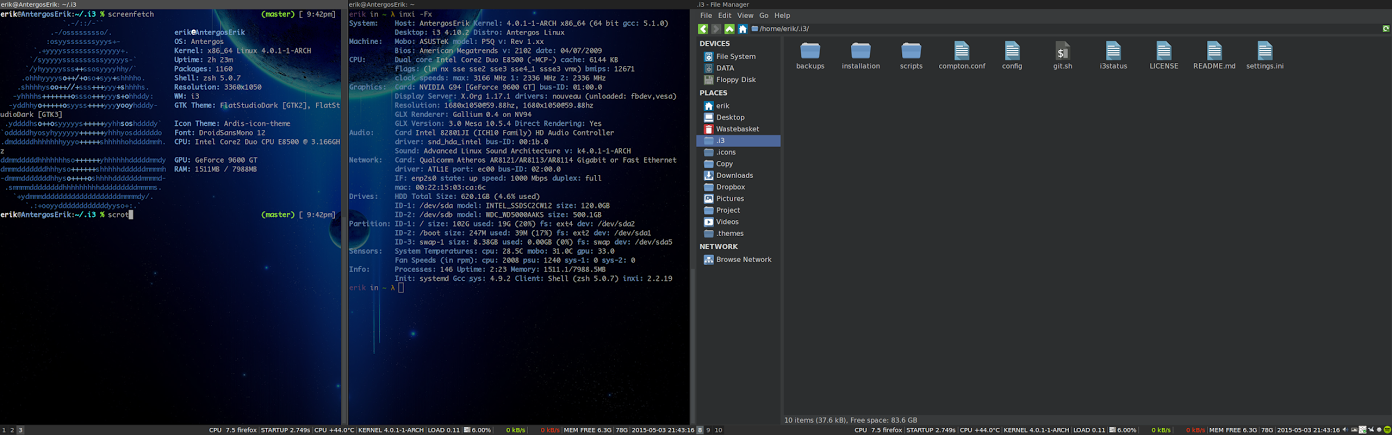 erik@AntergosErik: ~/.i3
erik@AntergosErik:~/.i3 % screenfetch (master) [ 9:42pm]
erik@AntergosErik
OS: Antergos
Kernel: x86_64 Linux 4.0.1-1-ARCH
Uptime: 2h 23m
Packages: 1160
Shell: zsh 5.0.7
Resolution: 3360x1050
WM: i3
GTK Theme: FlatStudioDark [GTK2], FlatSt
udioDark [GTK3]
Icon Theme: Ardis-icon-theme
Font: DroidSansMono 12
CPU: Intel Core2 Duo CPU E8500 @ 3.166GH
z
GPU: GeForce 9600 GT
RAM: 1511MB / 7988MB
erik@AntergosErik:~/.i3 % scrot (master) [ 9:42pm]
erik in ~ λ inxi -Fx
System: Host: AntergosErik Kernel: 4.0.1-1-ARCH x86_64 (64 bit gcc: 5.1.0)
Desktop: i3 4.10.2 Distro: Antergos Linux
Machine: Mobo: ASUSTeK model: P5Q v: Rev 1.xx
Bios: American Megatrends v: 2102 date: 04/07/2009
CPU: Dual core Intel Core2 Duo E8500 (-MCP-) cache: 6144 KB
flags: (lm nx sse sse2 sse3 sse4_1 ssse3 vmx) bmips: 12671
clock speeds: max: 3166 MHz 1: 2336 MHz 2: 2336 MHz
Graphics: Card: NVIDIA G94 [GeForce 9600 GT] bus-ID: 01:00.0
Display Server: X.Org 1.17.1 drivers: nouveau (unloaded: fbdev,vesa)
Resolution: 1680x1050@59.88hz, 1680x1050@59.88hz
GLX Renderer: Gallium 0.4 on NV94
GLX Version: 3.0 Mesa 10.5.4 Direct Rendering: Yes
Audio: Card Intel 82801JI (ICH10 Family) HD Audio Controller
driver: snd_hda_intel bus-ID: 00:1b.0
Sound: Advanced Linux Sound Architecture v: k4.0.1-1-ARCH
Network: Card: Qualcomm Atheros AR8121/AR8113/AR8114 Gigabit or Fast Ethernet
driver: ATL1E port: ec00 bus-ID: 02:00.0
IF: enp2s0 state: up speed: 1000 Mbps duplex: full
mac: 00:22:15:03:ca:6c
Drives: HDD Total Size: 620.1GB (4.6% used)
ID-1: /dev/sda model: INTEL_SSDSC2CW12 size: 120.0GB
ID-2: /dev/sdb model: WDC_WD5000AAKS size: 500.1GB
Partition: ID-1: / size: 102G used: 19G (20%) fs: ext4 dev: /dev/sda2
ID-2: /boot size: 247M used: 39M (17%) fs: ext2 dev: /dev/sda1
ID-3: swap-1 size: 8.38GB used: 0.00GB (0%) fs: swap dev: /dev/sda5
Sensors: System Temperatures: cpu: 28.5C mobo: 31.0C gpu: 33.0
Fan Speeds (in rpm): cpu: 2008 psu: 1240 sys-1: 0 sys-2: 0
Info: Processes: 146 Uptime: 2:23 Memory: 1511.1/7988.5MB
Init: systemd Gcc sys: 4.9.2 Client: Shell (zsh 5.0.7) inxi: 2.2.19
erik in ~ λ
.i3 - File Manager
File Edit View Go Help
/home/erik/.i3/
DEVICES
File System
DATA
Floppy Disk
PLACES
erik
Desktop
Wastebasket
.i3
.icons
Copy
Downloads
Dropbox
Pictures
Project
Videos
.themes
NETWORK
Browse Network
backups installation scripts compton.conf config git.sh i3status LICENSE README.md settings.ini
10 items (37.6 kB), Free space: 83.6 GB
1 2 3
CPU 7.5 firefox STARTUP 2.749s CPU +44.0°C KERNEL 4.0.1-1-ARCH LOAD 0.11 6.00% 0 kB/s 0 kB/s MEM FREE 6.3G 78G 2015-05-03 21:43:16
8 9 10
CPU 7.5 firefox STARTUP 2.749s CPU +44.0°C KERNEL 4.0.1-1-ARCH LOAD 0.11 6.00% 0 kB/s 0 kB/s MEM FREE 6.3G 78G 2015-05-03 21:43:16